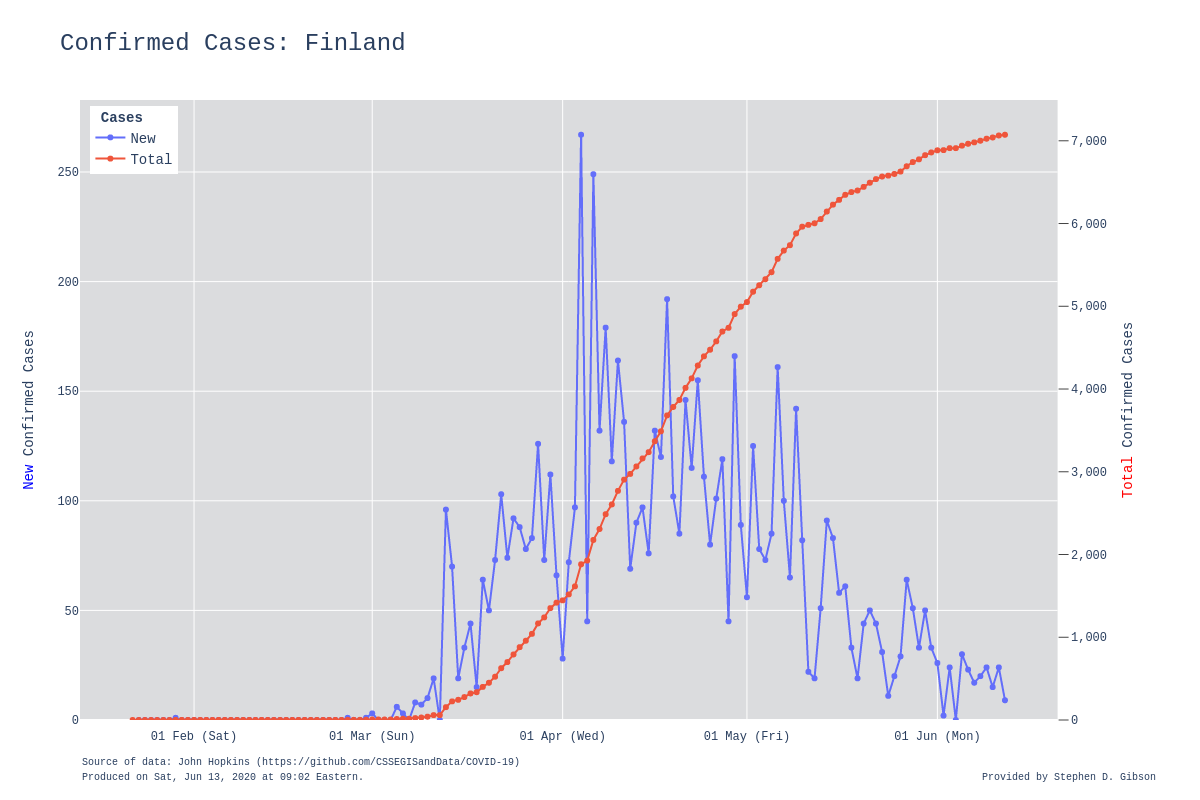 Confirmed Cases: Finland
Cases
New
Total
250
200
150
100
50
0
7,000
6,000
5,000
4,000
3,000
2,000
1,000
0
New Confirmed Cases
Total Confirmed Cases
01 Feb (Sat)
01 Mar (Sun)
01 Apr (Wed)
01 May (Fri)
01 Jun (Mon)
Source of data: John Hopkins (https://github.com/CSSEGISandData/COVID-19)
Produced on Sat, Jun 13, 2020 at 09:02 Eastern.
Provided by Stephen D. Gibson